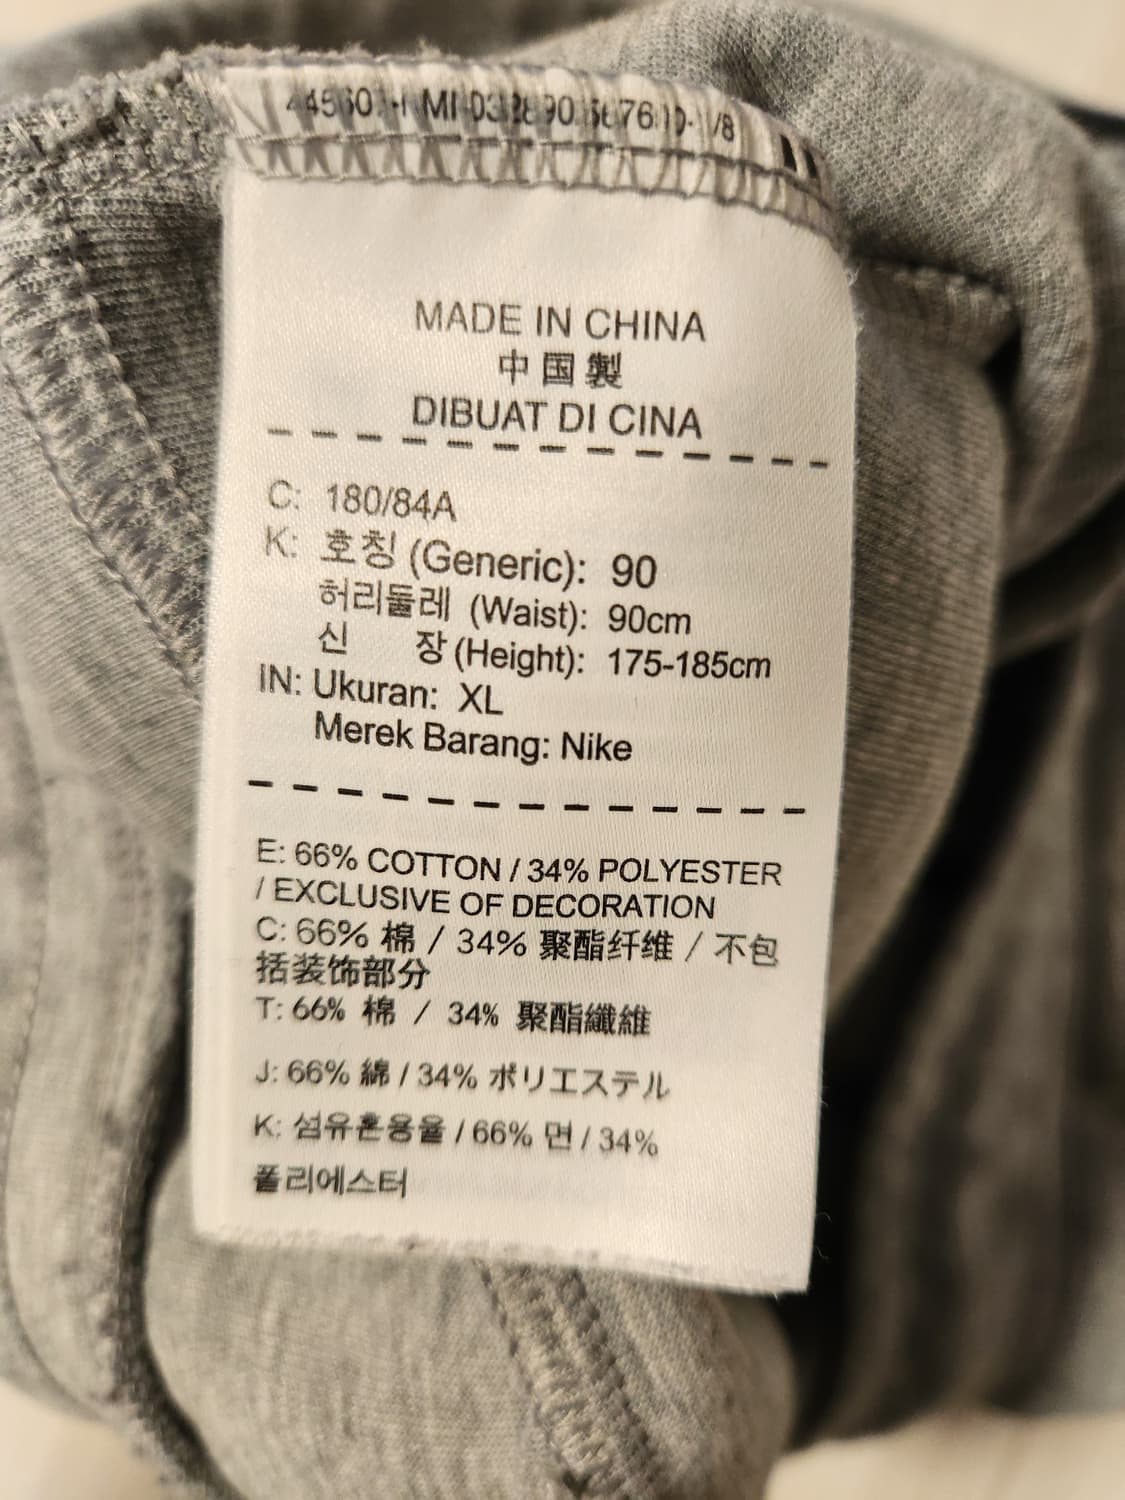 MADE IN CHINA
中国製
DIBUAT DI CINA
C: 180/84A
K: 호칭 (Generic): 90
허리둘레 (Waist): 90cm
신 장 (Height): 175-185cm
IN: Ukuran: XL
Merek Barang: Nike
E: 66% COTTON / 34% POLYESTER
/ EXCLUSIVE OF DECORATION
C: 66% 棉 / 34% 聚酯纤维 / 不包
括装饰部分
T: 66% 棉 / 34% 聚酯纖維
J: 66% 綿 / 34% ポリエステル
K: 섬유혼용율 / 66% 면 / 34%
폴리에스터